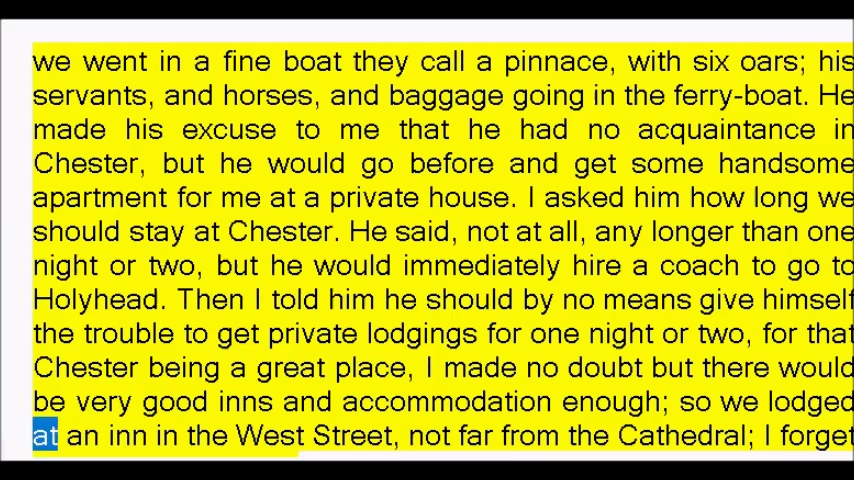 we went in a fine boat they call a pinnace, with six oars; his
servants, and horses, and baggage going in the ferry-boat. He
made his excuse to me that he had no acquaintance in
Chester, but he would go before and get some handsome
apartment for me at a private house. I asked him how long we
should stay at Chester. He said, not at all, any longer than one
night or two, but he would immediately hire a coach to go to
Holyhead. Then I told him he should by no means give himself
the trouble to get private lodgings for one night or two, for that
Chester being a great place, I made no doubt but there would
be very good inns and accommodation enough; so we lodged
at an inn in the West Street, not far from the Cathedral; I forget